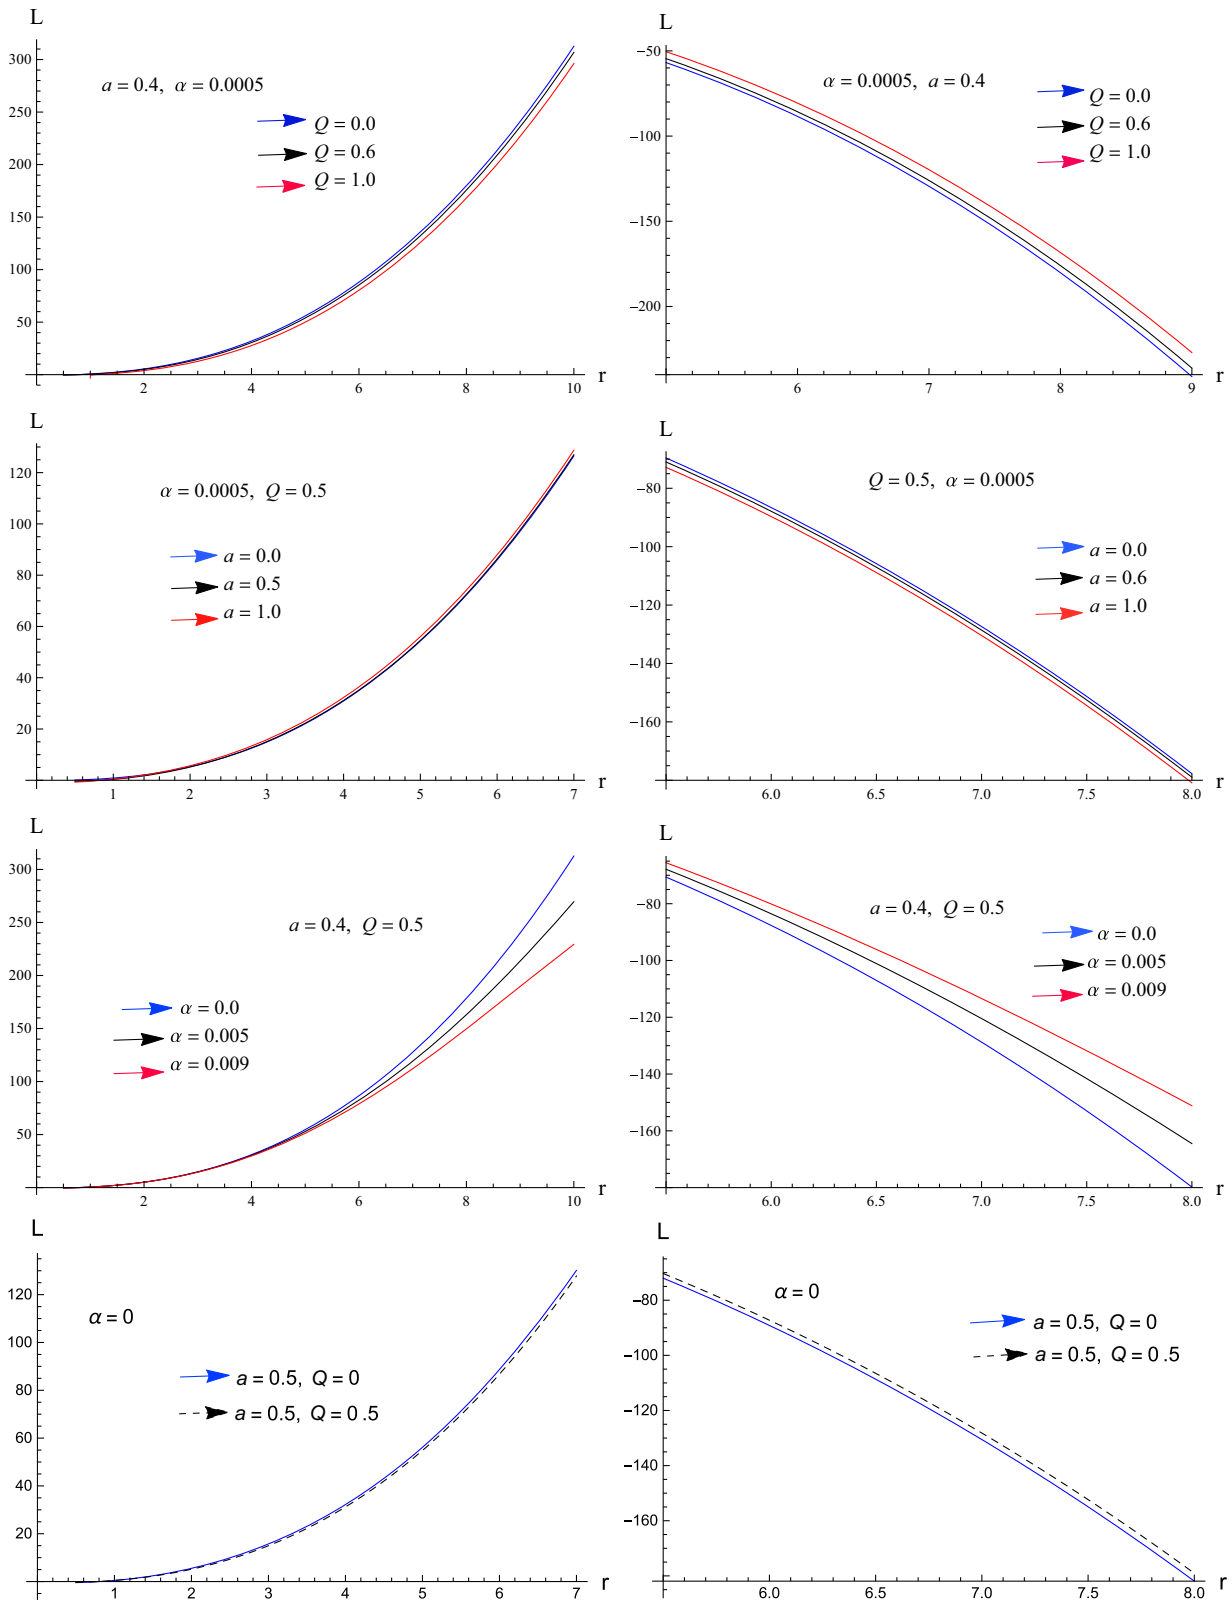 L
300
250
200
150
100
50
a = 0.4, α = 0.0005
Q = 0.0
Q = 0.6
Q = 1.0
2 4 6 8 10 r
L
−50
−100
−150
−200
α = 0.0005, a = 0.4
Q = 0.0
Q = 0.6
Q = 1.0
6 7 8 9 r
L
120
100
80
60
40
20
α = 0.0005, Q = 0.5
a = 0.0
a = 0.5
a = 1.0
1 2 3 4 5 6 7 r
L
−80
−100
−120
−140
−160
Q = 0.5, α = 0.0005
a = 0.0
a = 0.6
a = 1.0
6.0 6.5 7.0 7.5 8.0 r
L
300
250
200
150
100
50
a = 0.4, Q = 0.5
α = 0.0
α = 0.005
α = 0.009
2 4 6 8 10 r
L
−80
−100
−120
−140
−160
a = 0.4, Q = 0.5
α = 0.0
α = 0.005
α = 0.009
6.0 6.5 7.0 7.5 8.0 r
L
120
100
80
60
40
20
α = 0
a = 0.5, Q = 0
a = 0.5, Q = 0.5
1 2 3 4 5 6 7 r
L
−80
−100
−120
−140
−160
α = 0
a = 0.5, Q = 0
a = 0.5, Q = 0.5
6.0 6.5 7.0 7.5 8.0 r